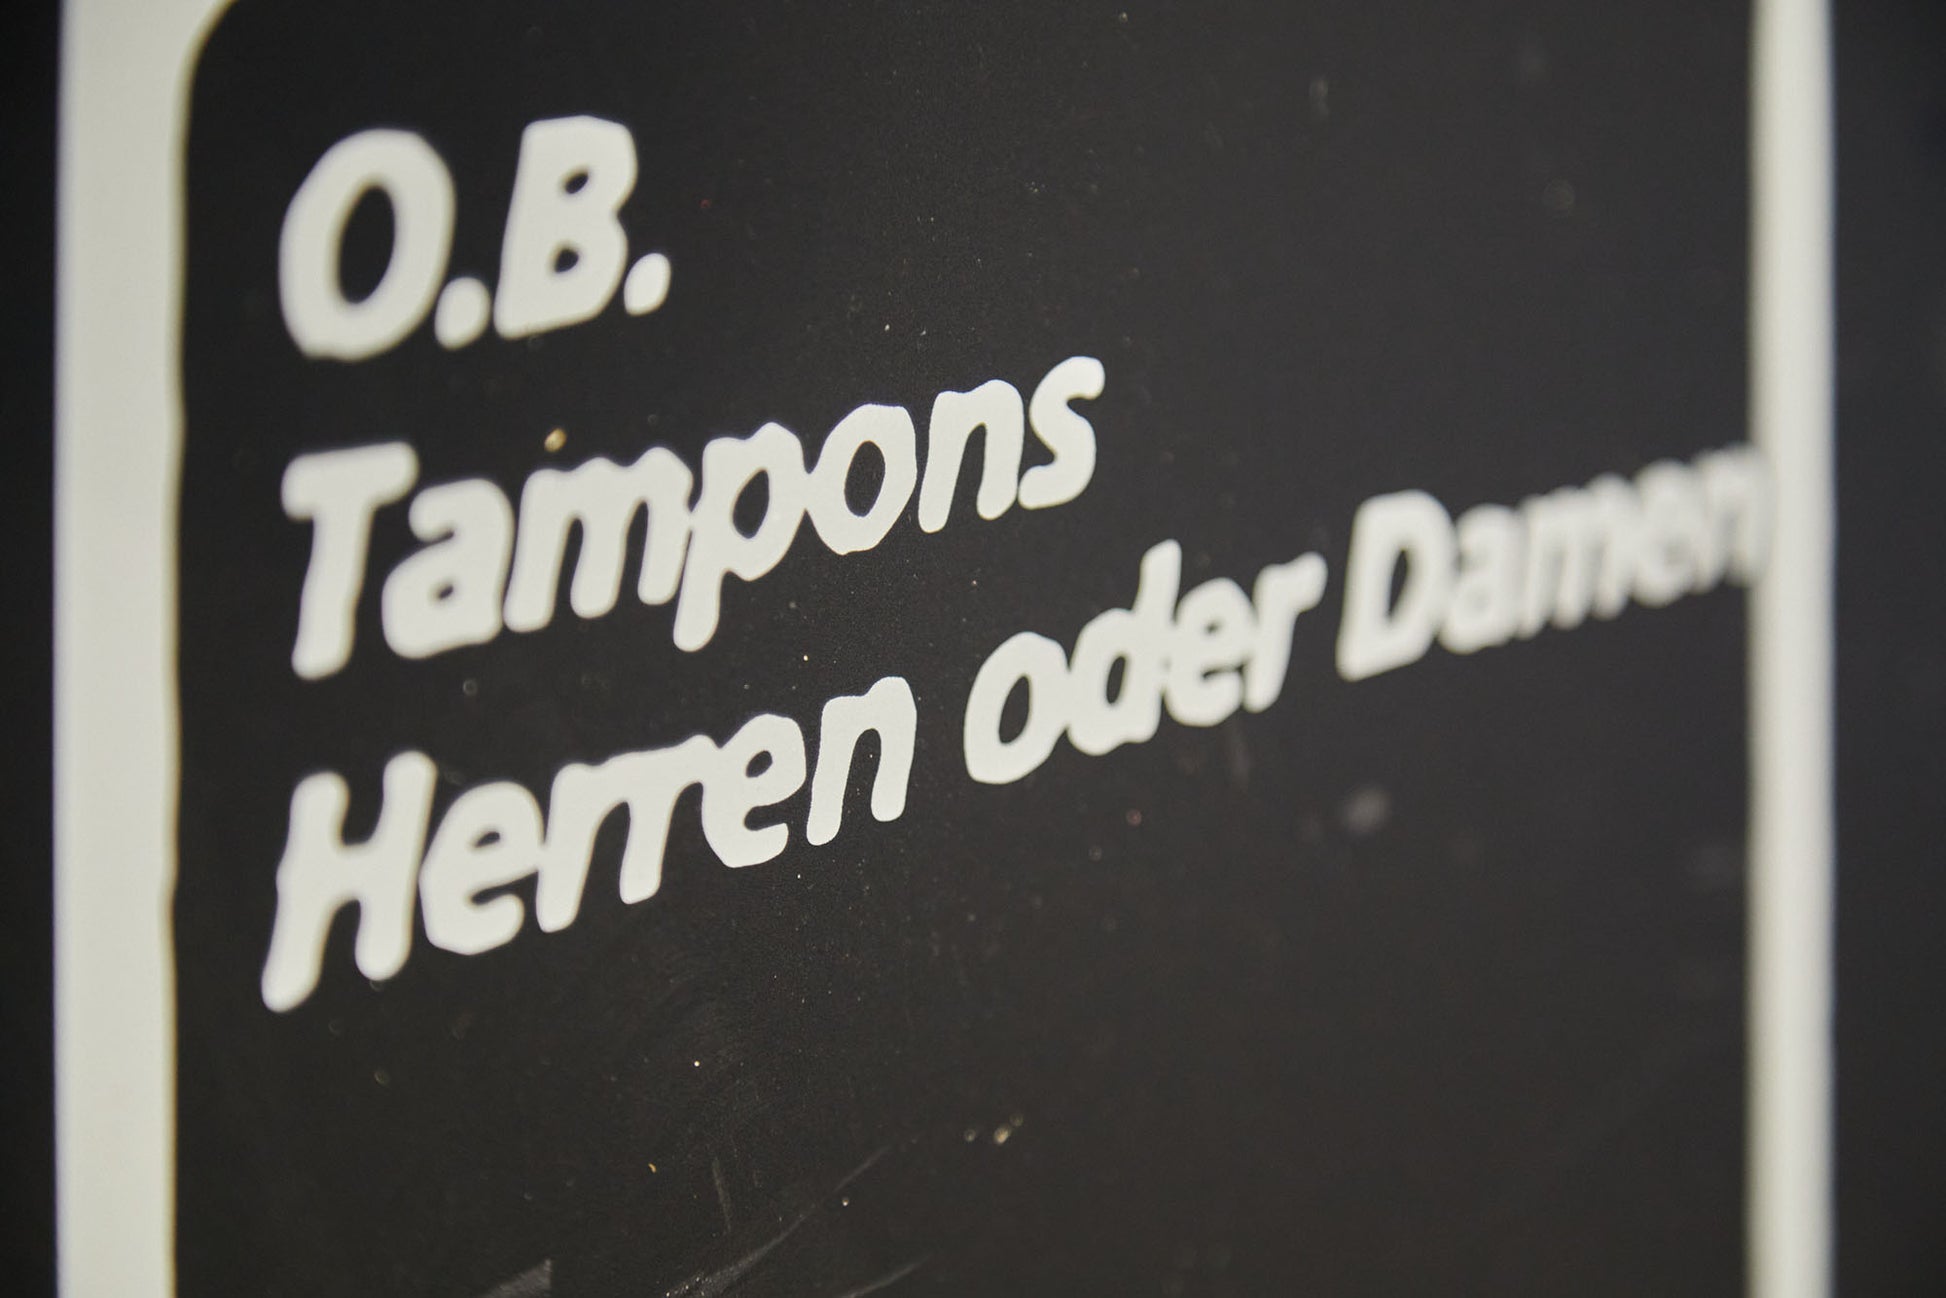 O.B.
Tampons
Herren oder Damen